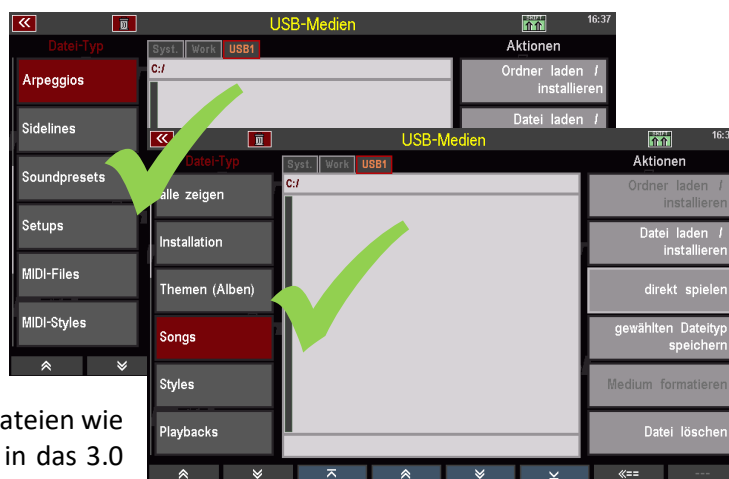 USB-Medien
16:37
Datei-Typ
Syst. Work USB1
Aktionen
C:/
Arpeggios
Sidelines
Soundpresets
Setups
MIDI-Files
MIDI-Styles
Ordner laden /
installieren
Datei laden /
USB-Medien
16:3
Datei-Typ
Syst. Work USB1
Aktionen
C:/
alle zeigen
Installation
Themen (Alben)
Songs
Styles
Playbacks
Ordner laden /
installieren
Datei laden /
installieren
direkt spielen
gewählten Dateityp
speichern
Medium formatieren
Datei löschen
«==
---
ateien wie
in das 3.0